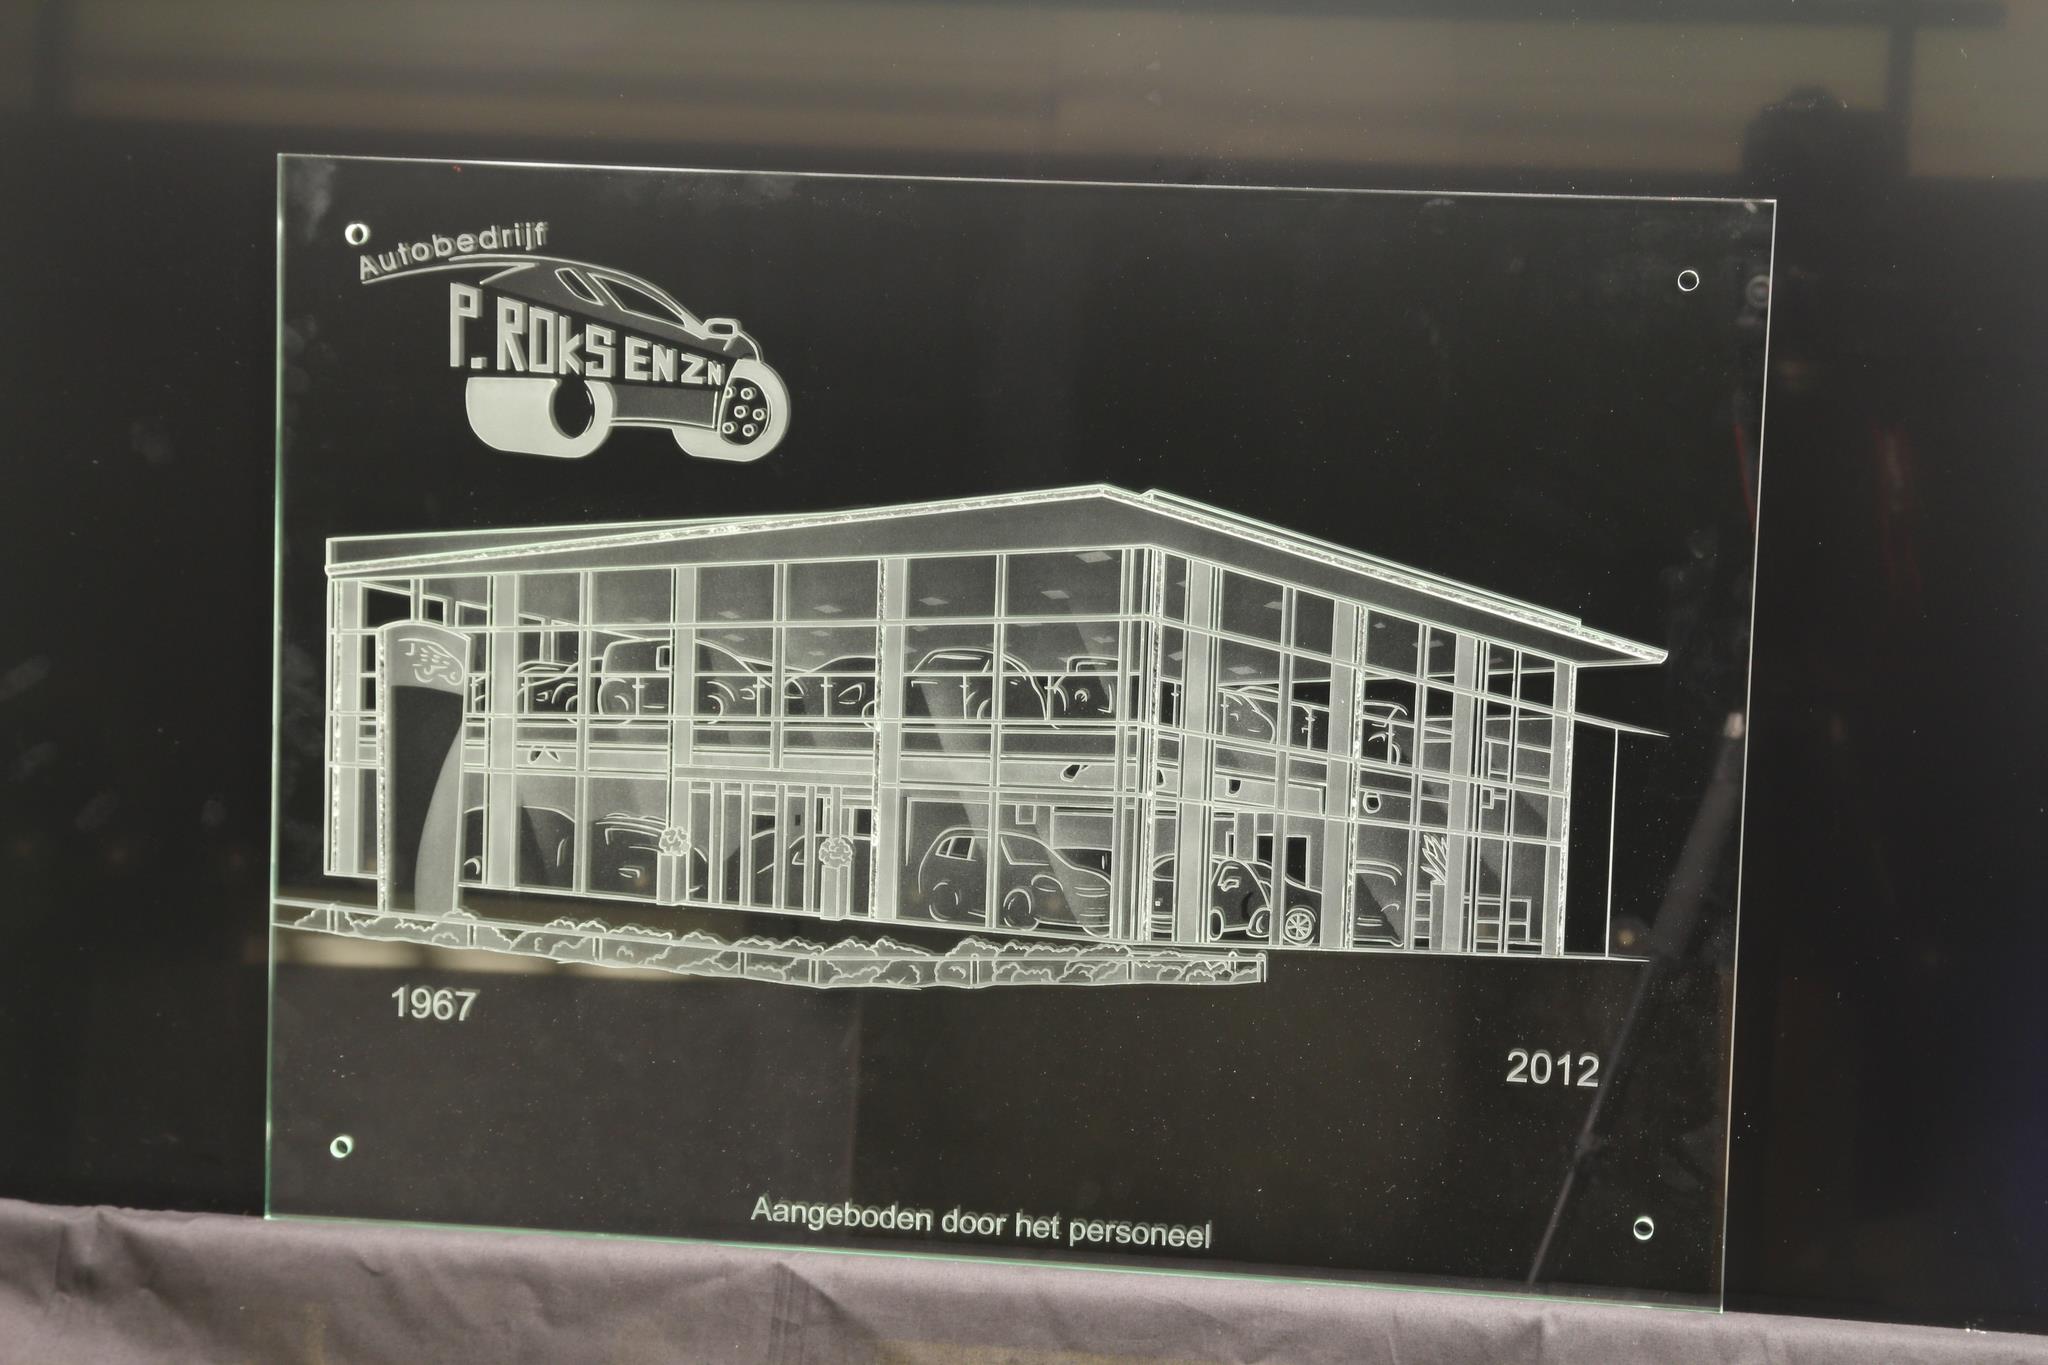 Autobedrijf
P. ROKS EN ZN
1967
2012
Aangeboden door het personeel